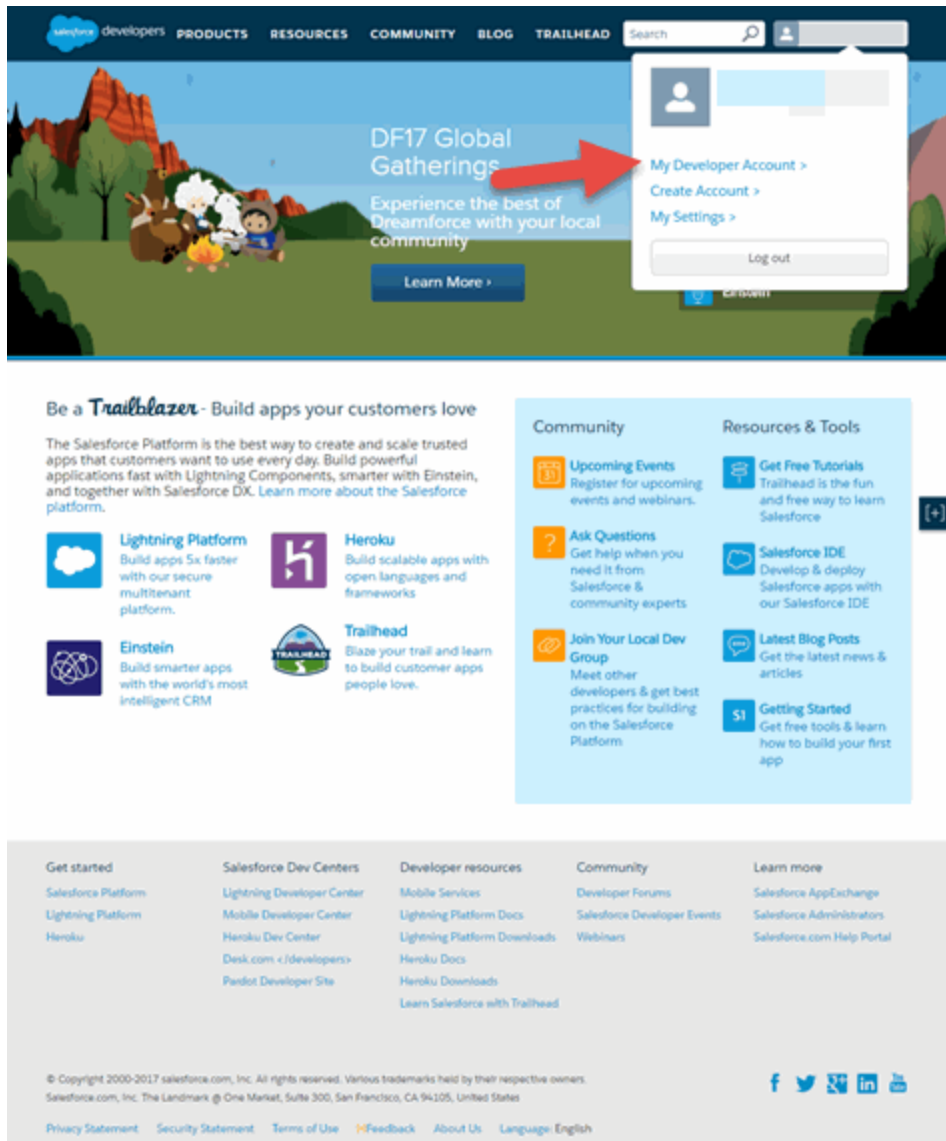 salesforce developers PRODUCTS RESOURCES COMMUNITY BLOG TRAILHEAD Search
DF17 Global
Gatherings
Experience the best of
Dreamforce with your local
community
Learn More ›
My Developer Account >
Create Account >
My Settings >
Log out
Einstein
Be a Trailblazer - Build apps your customers love
The Salesforce Platform is the best way to create and scale trusted
apps that customers want to use every day. Build powerful
applications fast with Lightning Components, smarter with Einstein,
and together with Salesforce DX. Learn more about the Salesforce
platform.
Lightning Platform
Build apps 5x faster
with our secure
multitenant
platform.
Heroku
Build scalable apps with
open languages and
frameworks
Einstein
Build smarter apps
with the world's most
intelligent CRM
TRAILHEAD
Trailhead
Blaze your trail and learn
to build customer apps
people love.
Community
31
Upcoming Events
Register for upcoming
events and webinars.
?
Ask Questions
Get help when you
need it from
Salesforce &
community experts
Join Your Local Dev
Group
Meet other
developers & get best
practices for building
on the Salesforce
Platform
Resources & Tools
Get Free Tutorials
Trailhead is the fun
and free way to learn
Salesforce
Salesforce IDE
Develop & deploy
Salesforce apps with
our Salesforce IDE
Latest Blog Posts
Get the latest news &
articles
S1
Getting Started
Get free tools & learn
how to build your first
app
[+]
Get started
Salesforce Platform
Lightning Platform
Heroku
Salesforce Dev Centers
Lightning Developer Center
Mobile Developer Center
Heroku Dev Center
Desk.com </developers>
Pardot Developer Site
Developer resources
Mobile Services
Lightning Platform Docs
Lightning Platform Downloads
Heroku Docs
Heroku Downloads
Learn Salesforce with Trailhead
Community
Developer Forums
Salesforce Developer Events
Webinars
Learn more
Salesforce AppExchange
Salesforce Administrators
Salesforce.com Help Portal
© Copyright 2000-2017 salesforce.com, inc. All rights reserved. Various trademarks held by their respective owners.
Salesforce.com, inc. The Landmark @ One Market, Suite 300, San Francisco, CA 94105, United States
Privacy Statement Security Statement Terms of Use Feedback About Us Language: English